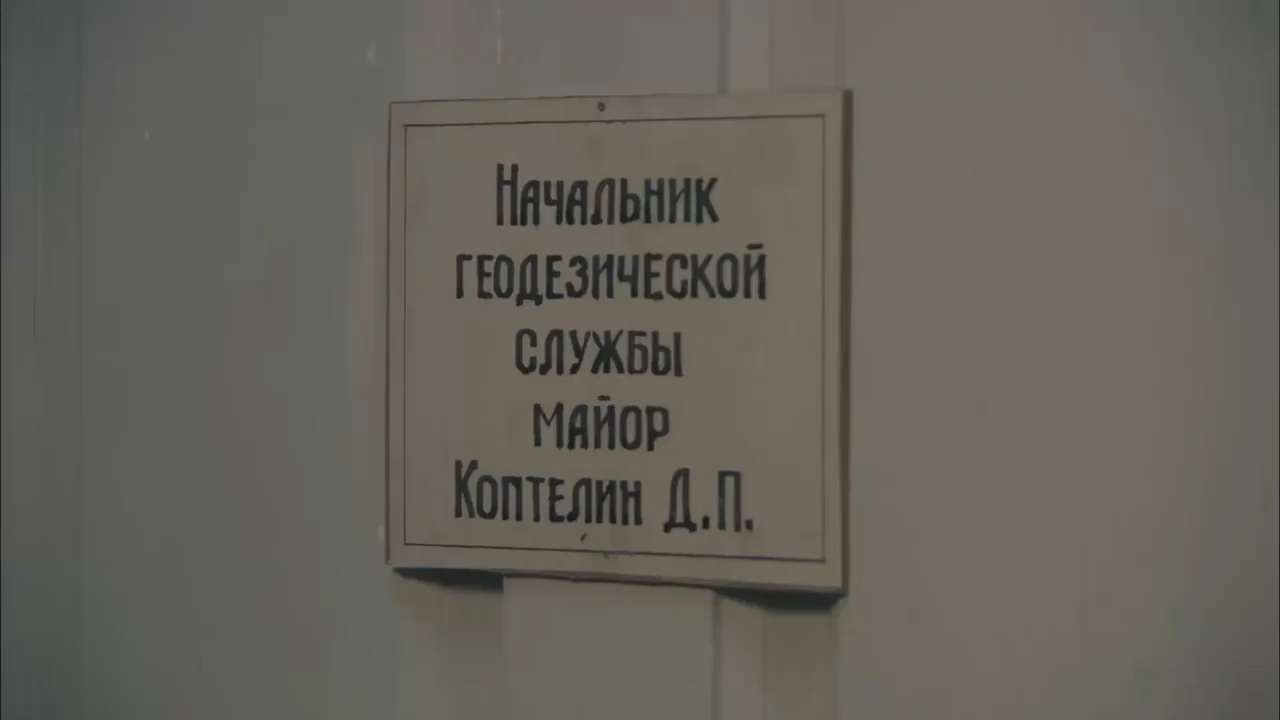 Начальник
геодезической
службы
майор
Коптелин Д.П.